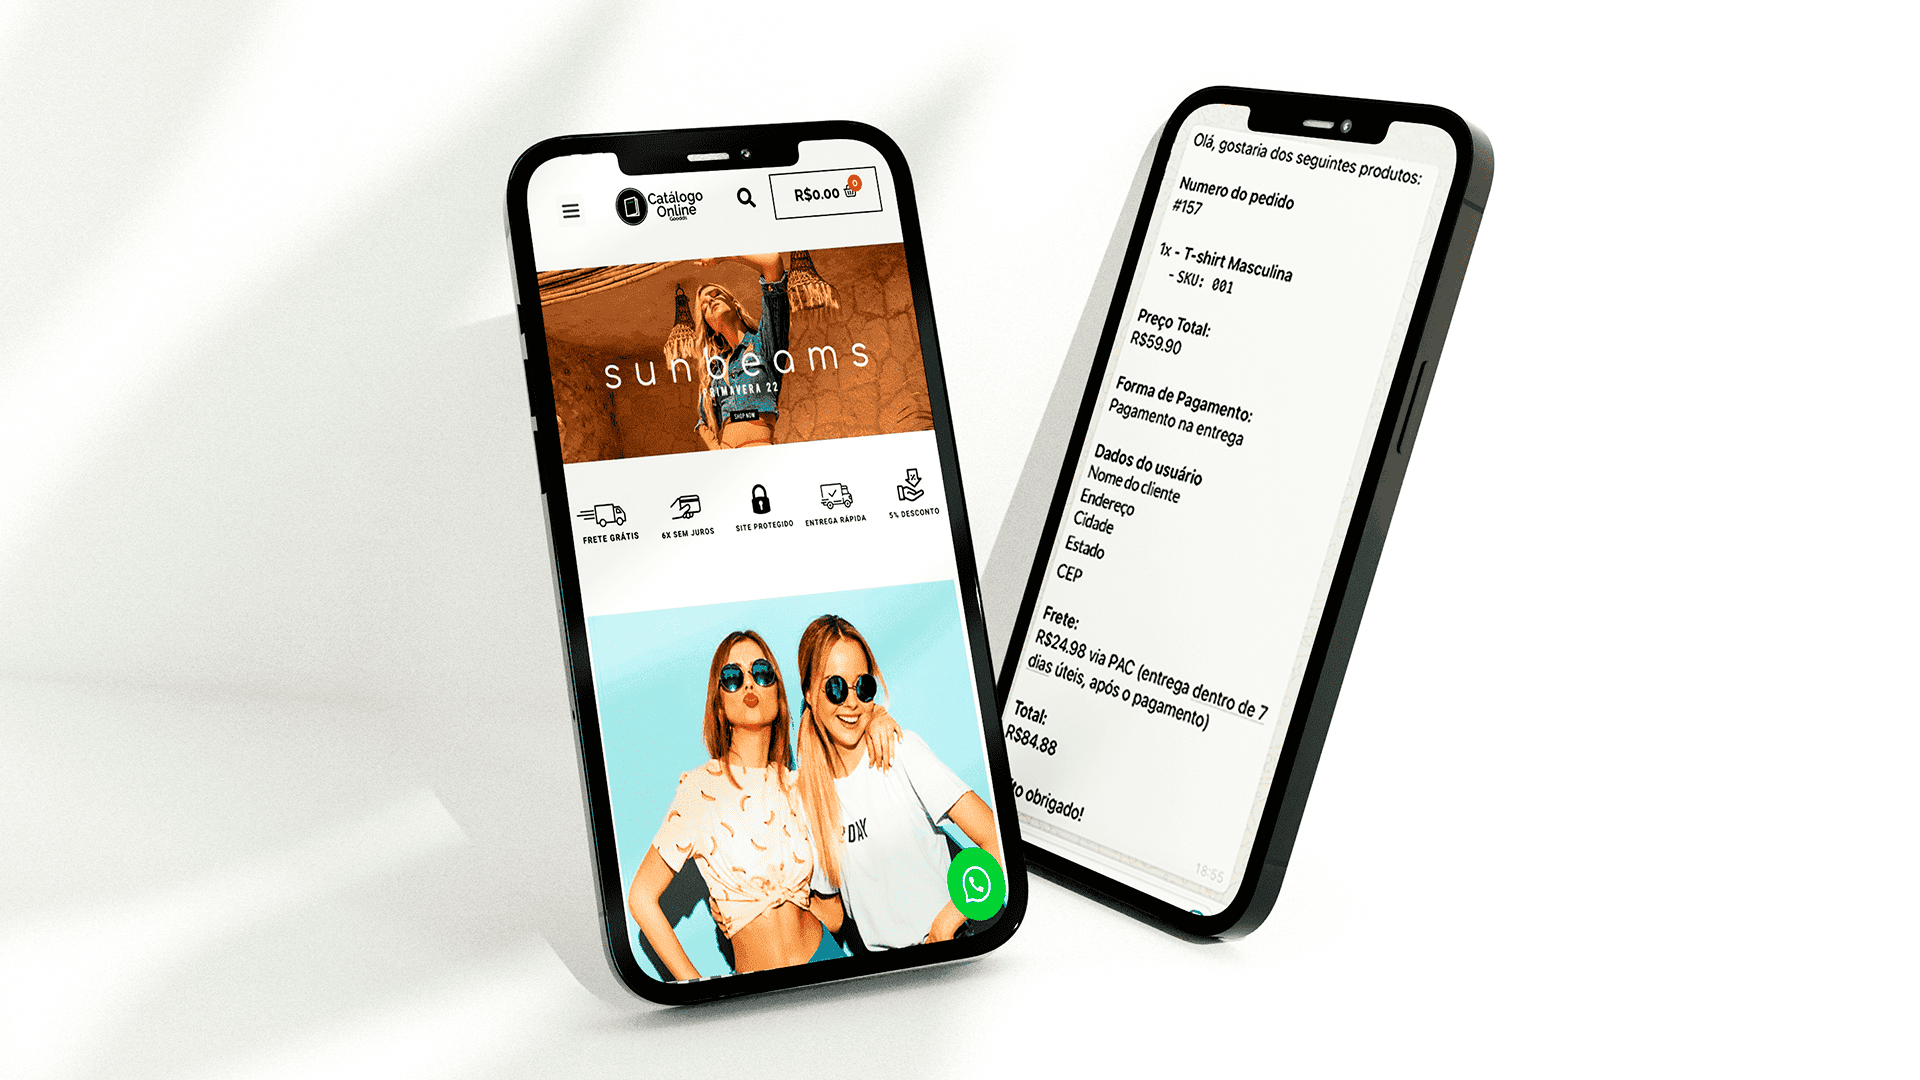 Catálogo
Online
Goodds
R$0.00
0
sunbeams
PRIMAVERA 22
SHOP NOW
FRETE GRÁTIS
6X SEM JUROS
SITE PROTEGIDO
ENTREGA RÁPIDA
5% DESCONTO
DAY
Olá, gostaria dos seguintes produtos:
Numero do pedido
#157
1x - T-shirt Masculina
- SKU: 001
Preço Total:
R$59.90
Forma de Pagamento:
Pagamento na entrega
Dados do usuário
Nome do cliente
Endereço
Cidade
Estado
CEP
Frete:
R$24.98 via PAC (entrega dentro de 7
dias úteis, após o pagamento)
Total:
R$84.88
obrigado!
18:55